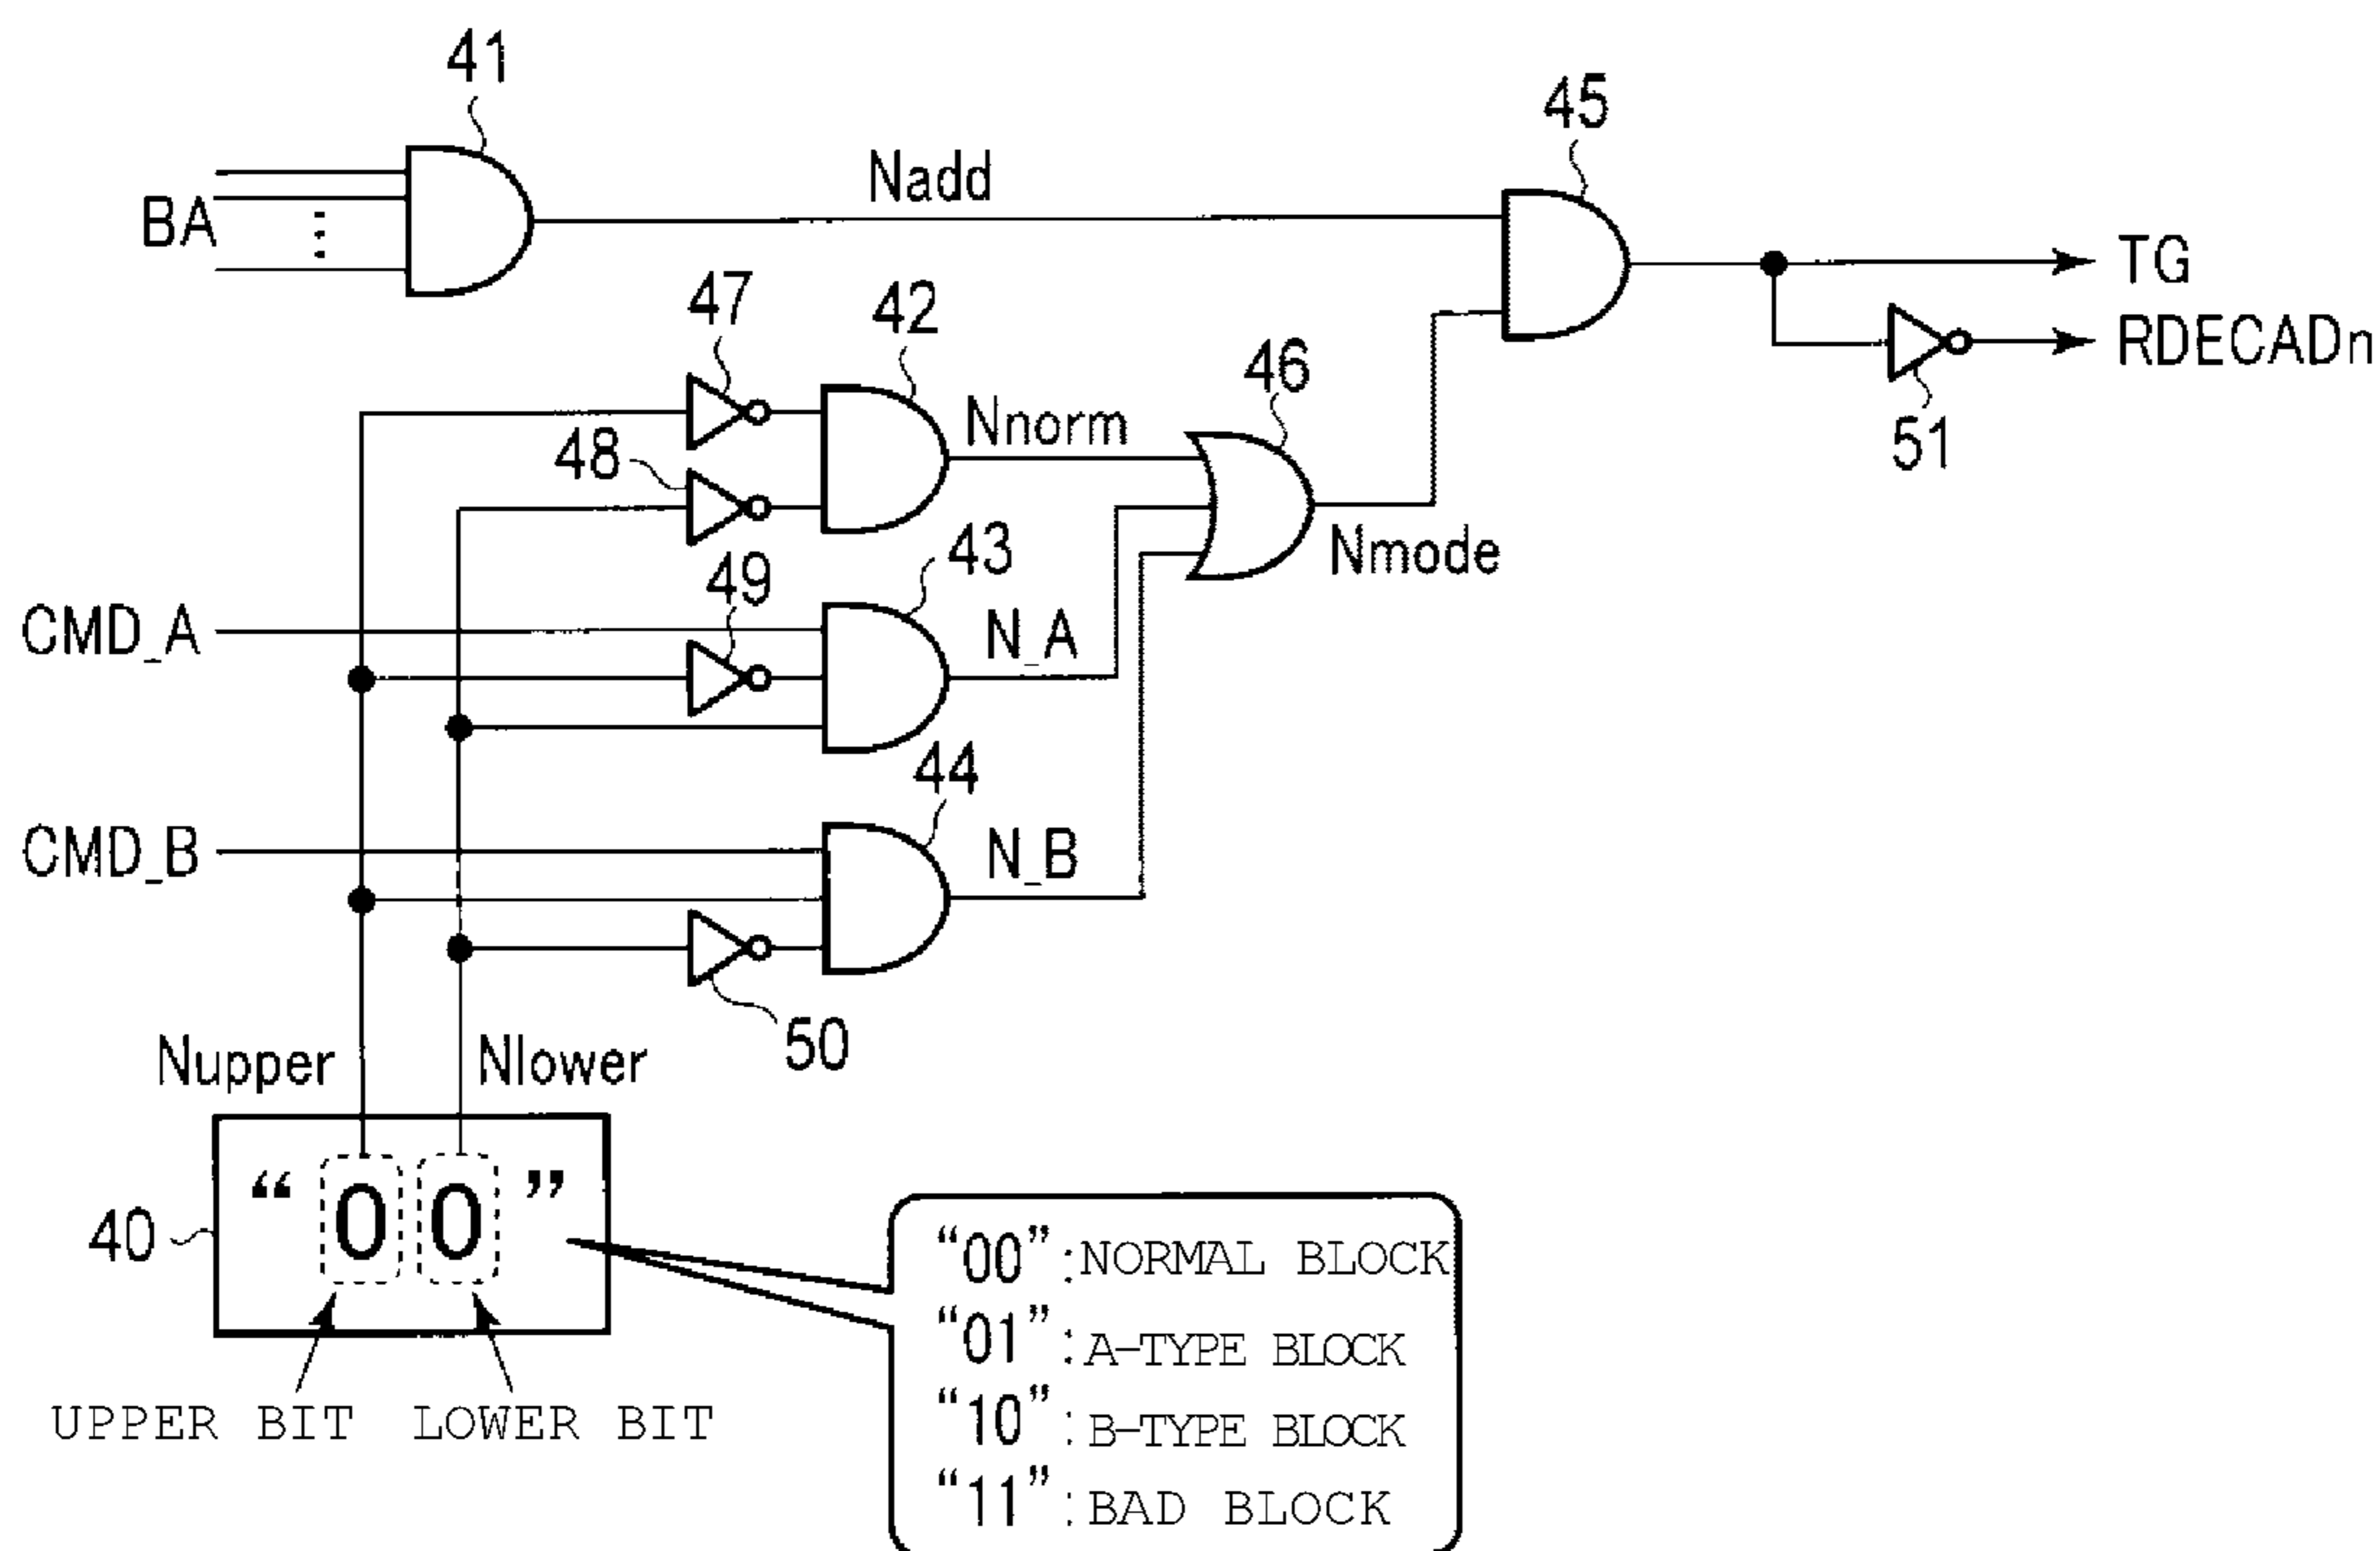 41
45
BA
Nadd
TG
47
42
RDECADn
48
Nnorm
46
51
49
43
Nmode
CMD_A
N_A
44
CMD_B
N_B
50
Nupper
Nlower
40
“00”
“00”:NORMAL BLOCK
“01”:A-TYPE BLOCK
“10”:B-TYPE BLOCK
“11”:BAD BLOCK
UPPER BIT
LOWER BIT